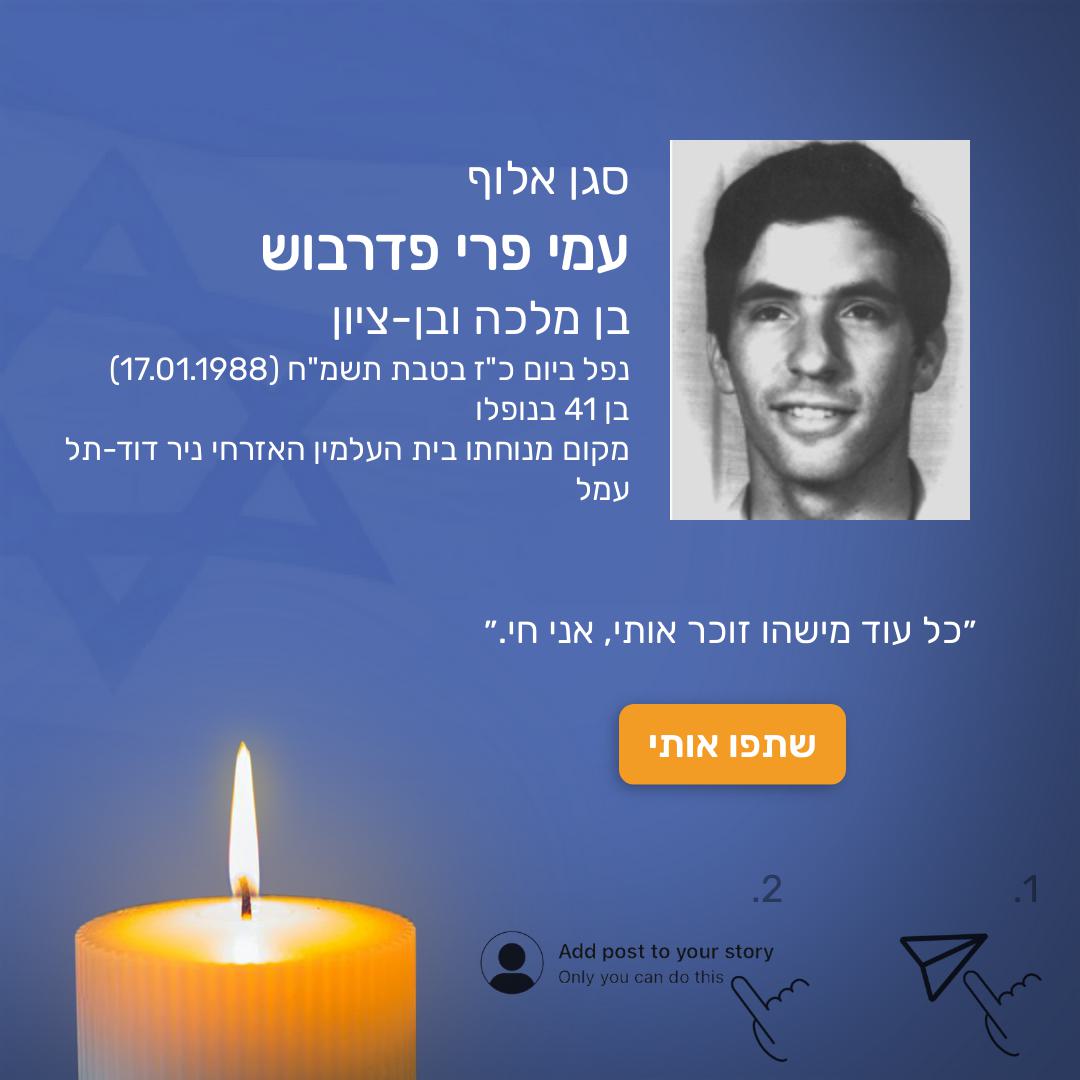 סגן אלוף
עמי פרי פדרבוש
בן מלכה ובן-ציון
נפל ביום כ"ז בטבת תשמ"ח (17.01.1988)
בן 41 בנופלו
מקום מנוחתו בית העלמין האזרחי ניר דוד-תל
עמל
״כל עוד מישהו זוכר אותי, אני חי.״
שתפו אותי
1.
2.
Add post to your story
Only you can do this